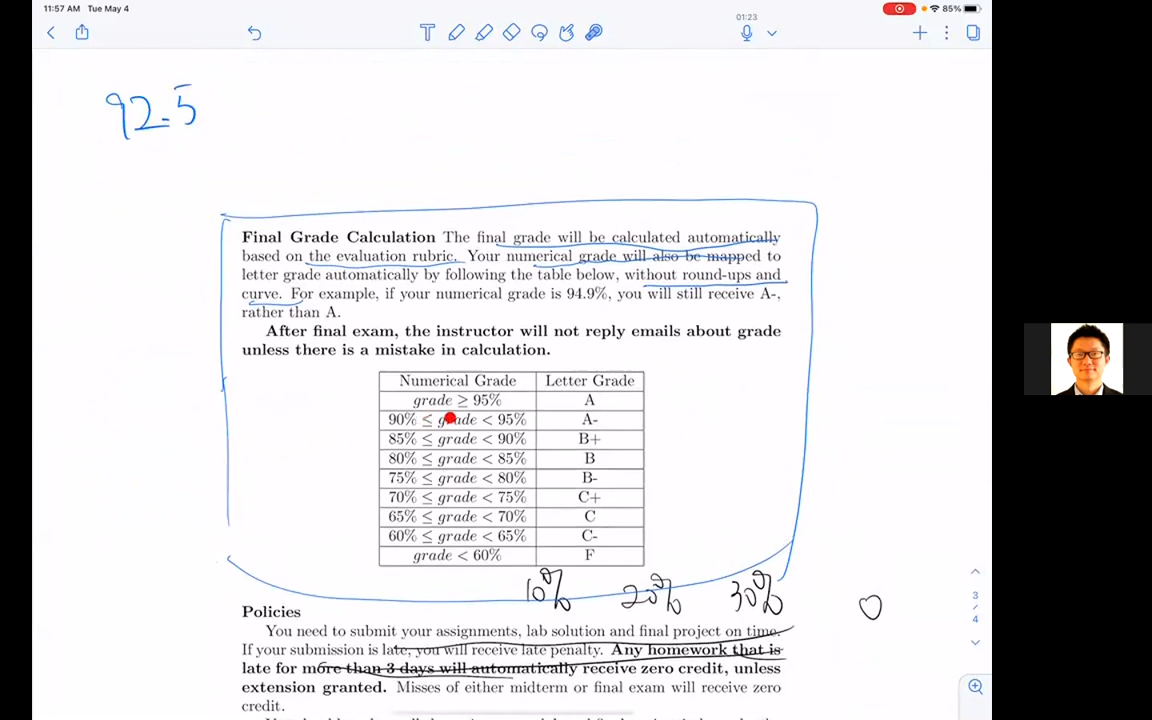 11:57 AM Tue May 4
85%
01:23
92.5
Final Grade Calculation The final grade will be calculated automatically
based on the evaluation rubric. Your numerical grade will also be mapped to
letter grade automatically by following the table below, without round-ups and
curve. For example, if your numerical grade is 94.9%, you will still receive A-,
rather than A.
After final exam, the instructor will not reply emails about grade
unless there is a mistake in calculation.
Numerical Grade Letter Grade
grade ≥ 95% A
90% ≤ grade < 95% A-
85% ≤ grade < 90% B+
80% ≤ grade < 85% B
75% ≤ grade < 80% B-
70% ≤ grade < 75% C+
65% ≤ grade < 70% C
60% ≤ grade < 65% C-
grade < 60% F
10% 20% 30% 0
3
4
Policies
You need to submit your assignments, lab solution and final project on time.
If your submission is late, you will receive late penalty. Any homework that is
late for more than 3 days will automatically receive zero credit, unless
extension granted. Misses of either midterm or final exam will receive zero
credit.